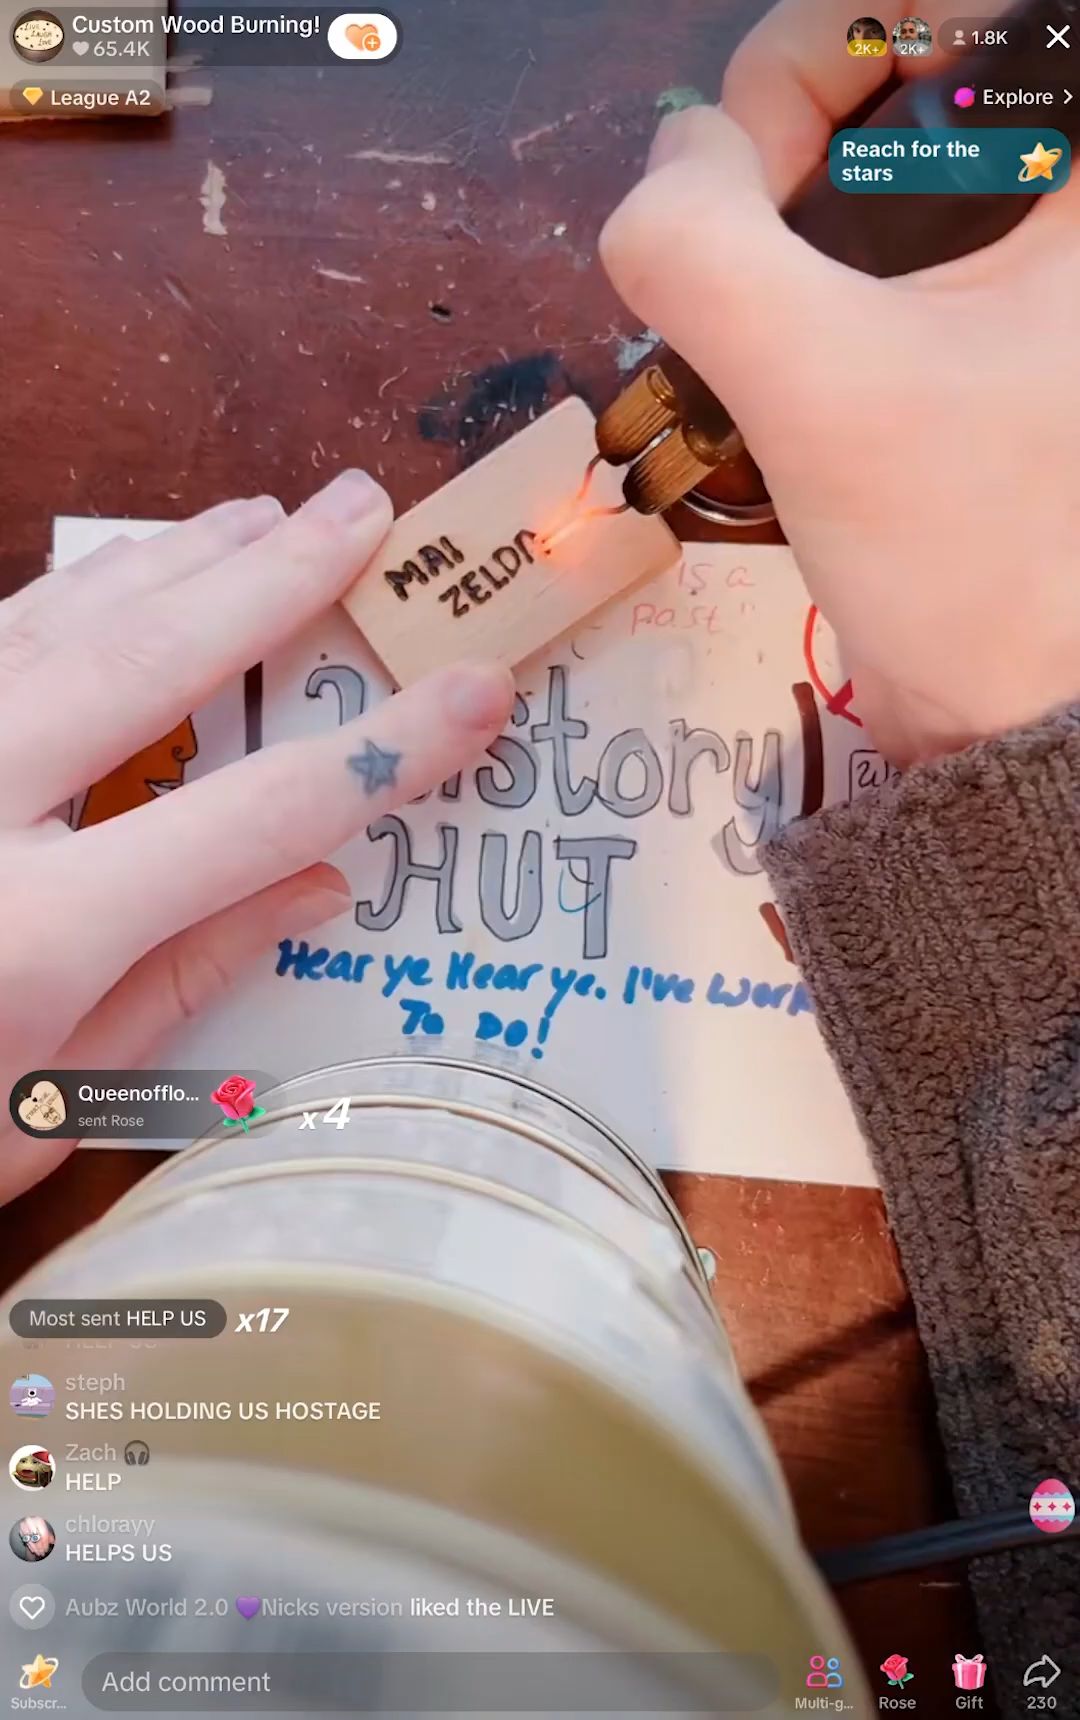 Custom Wood Burning!
65.4K
2K+
2K+
1.8K
League A2
Explore
Reach for the
stars
MAI
ZELD
is a
Past"
story
HUT
Hear ye Hear ye. I've work
To Do!
Queenofflo...
sent Rose
x4
Most sent HELP US
x17
steph
SHES HOLDING US HOSTAGE
Zach
HELP
chlorayy
HELPS US
Aubz World 2.0 💜Nicks version liked the LIVE
Add comment
Subscr...
Multi-g...
Rose
Gift
230